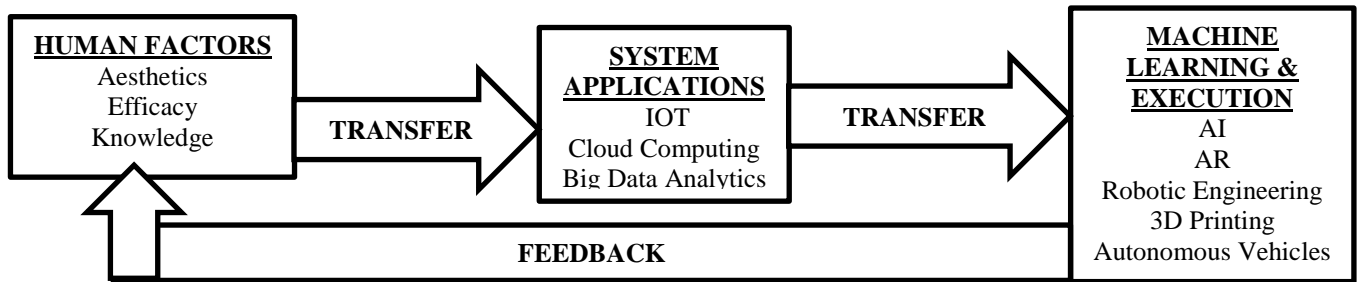 HUMAN FACTORS
Aesthetics
Efficacy
Knowledge
TRANSFER
SYSTEM
APPLICATIONS
IOT
Cloud Computing
Big Data Analytics
TRANSFER
MACHINE
LEARNING &
EXECUTION
AI
AR
Robotic Engineering
3D Printing
Autonomous Vehicles
FEEDBACK